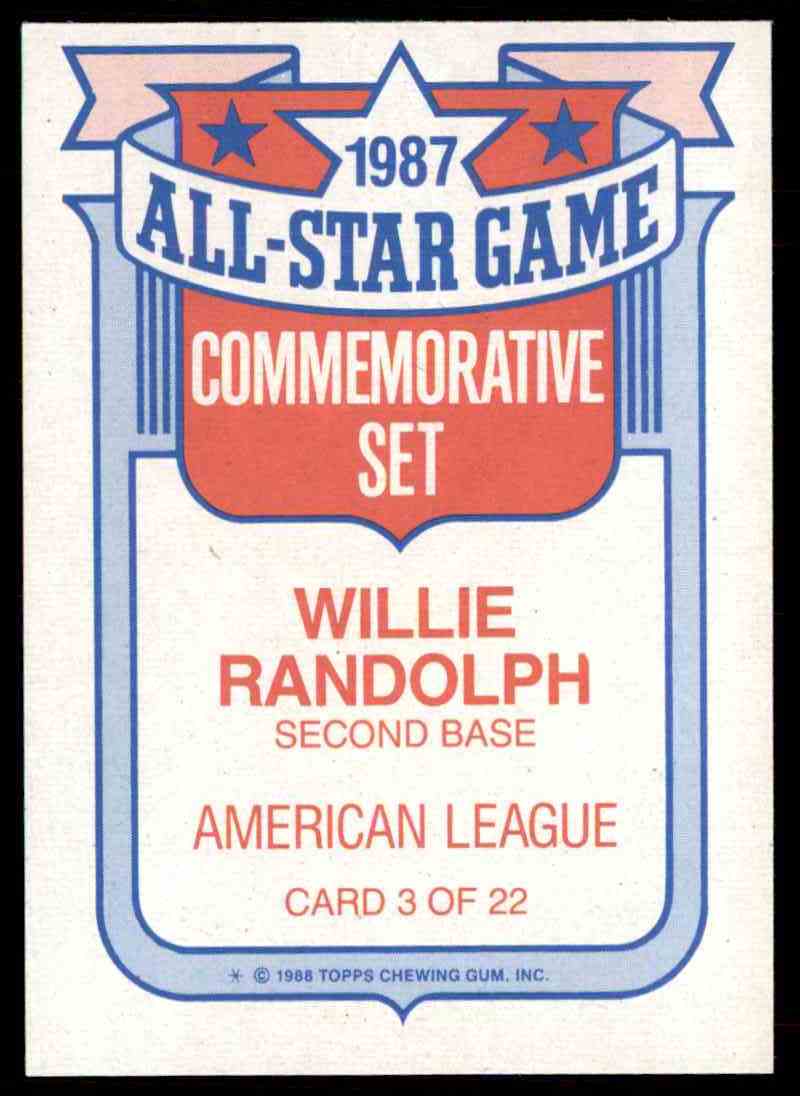 1987
ALL-STAR GAME
COMMEMORATIVE
SET
WILLIE
RANDOLPH
SECOND BASE
AMERICAN LEAGUE
CARD 3 OF 22
* © 1988 TOPPS CHEWING GUM, INC.